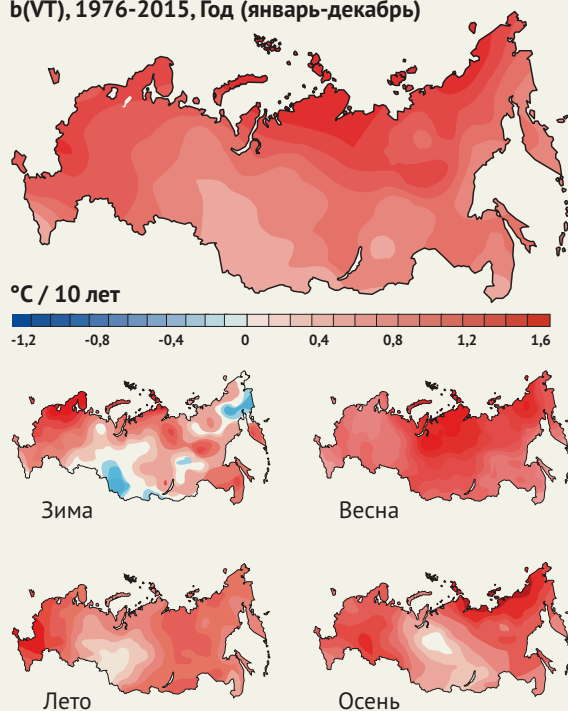 b(VT), 1976-2015, Год (январь-декабрь)
°C / 10 лет
-1,2 -0,8 -0,4 0 0,4 0,8 1,2 1,6
Зима Весна
Лето Осень